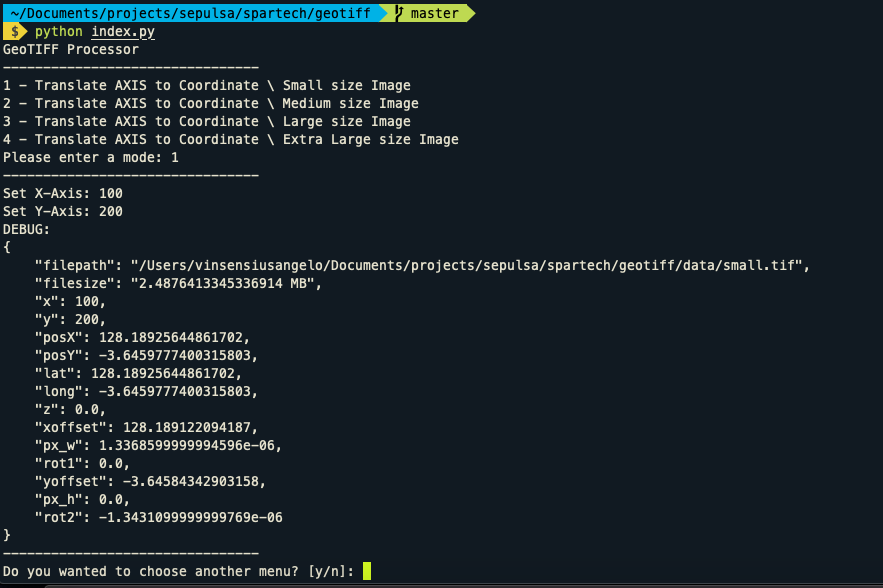 ~/Documents/projects/sepulsa/spartech/geotiff master
$ python index.py
GeoTIFF Processor
--------------------------------
1 - Translate AXIS to Coordinate \ Small size Image
2 - Translate AXIS to Coordinate \ Medium size Image
3 - Translate AXIS to Coordinate \ Large size Image
4 - Translate AXIS to Coordinate \ Extra Large size Image
Please enter a mode: 1
--------------------------------
Set X-Axis: 100
Set Y-Axis: 200
DEBUG:
{
    "filepath": "/Users/vinsensiusangelo/Documents/projects/sepulsa/spartech/geotiff/data/small.tif",
    "filesize": "2.4876413345336914 MB",
    "x": 100,
    "y": 200,
    "posX": 128.18925644861702,
    "posY": -3.6459777400315803,
    "lat": 128.18925644861702,
    "long": -3.6459777400315803,
    "z": 0.0,
    "xoffset": 128.189122094187,
    "px_w": 1.3368599999994596e-06,
    "rot1": 0.0,
    "yoffset": -3.64584342903158,
    "px_h": 0.0,
    "rot2": -1.3431099999999769e-06
}
--------------------------------
Do you wanted to choose another menu? [y/n]: